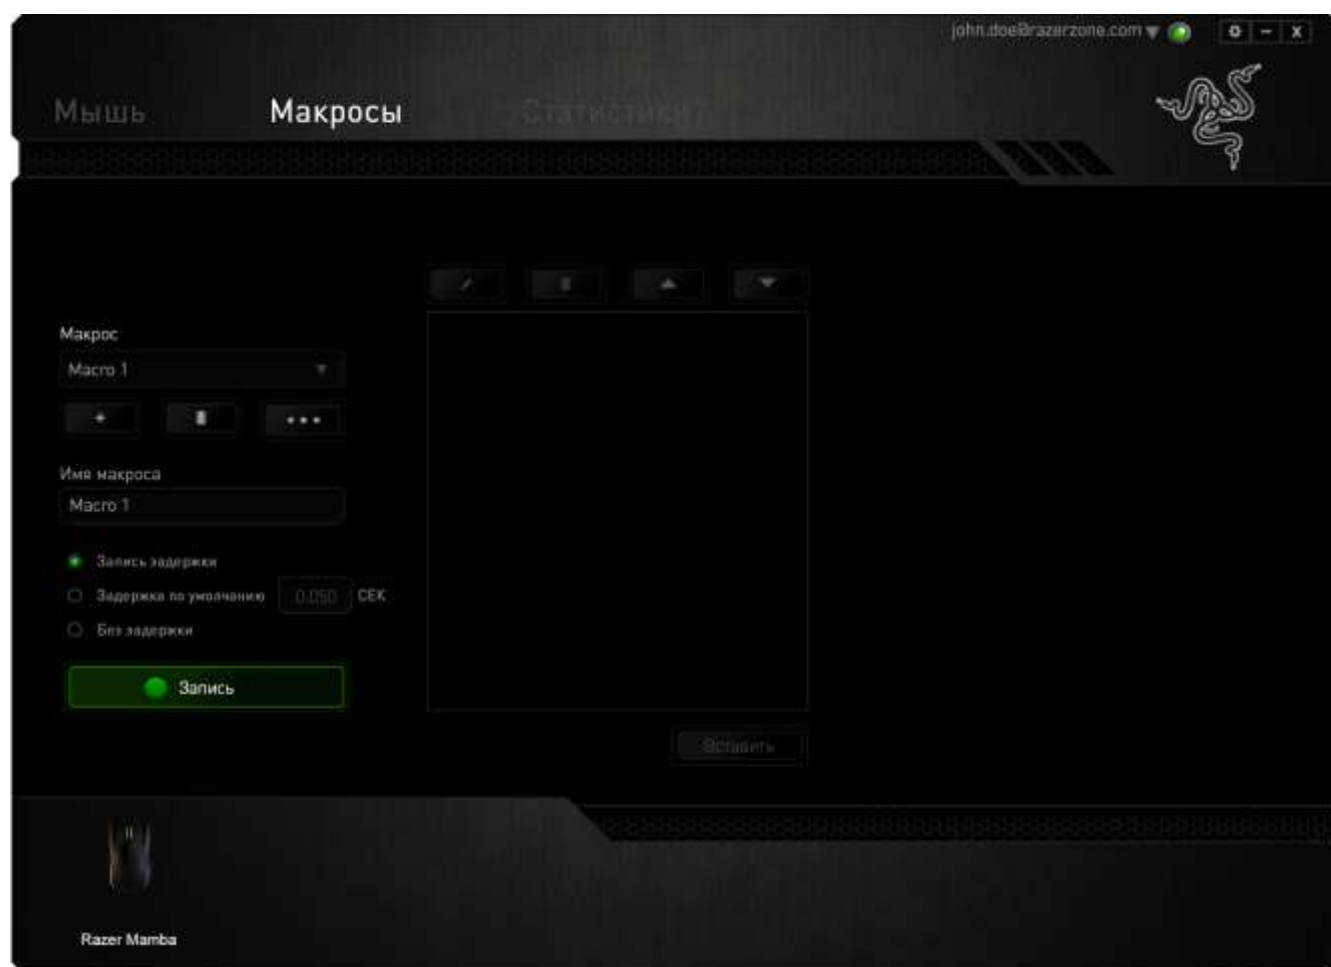 john.doe@razerzone.com
Мышь Макросы Статистики
Макрос
Macro 1
Имя макроса
Macro 1
Запись задержки
Задержка по умолчанию 0.050 СЕК
Без задержки
Запись
Вставить
Razer Mamba